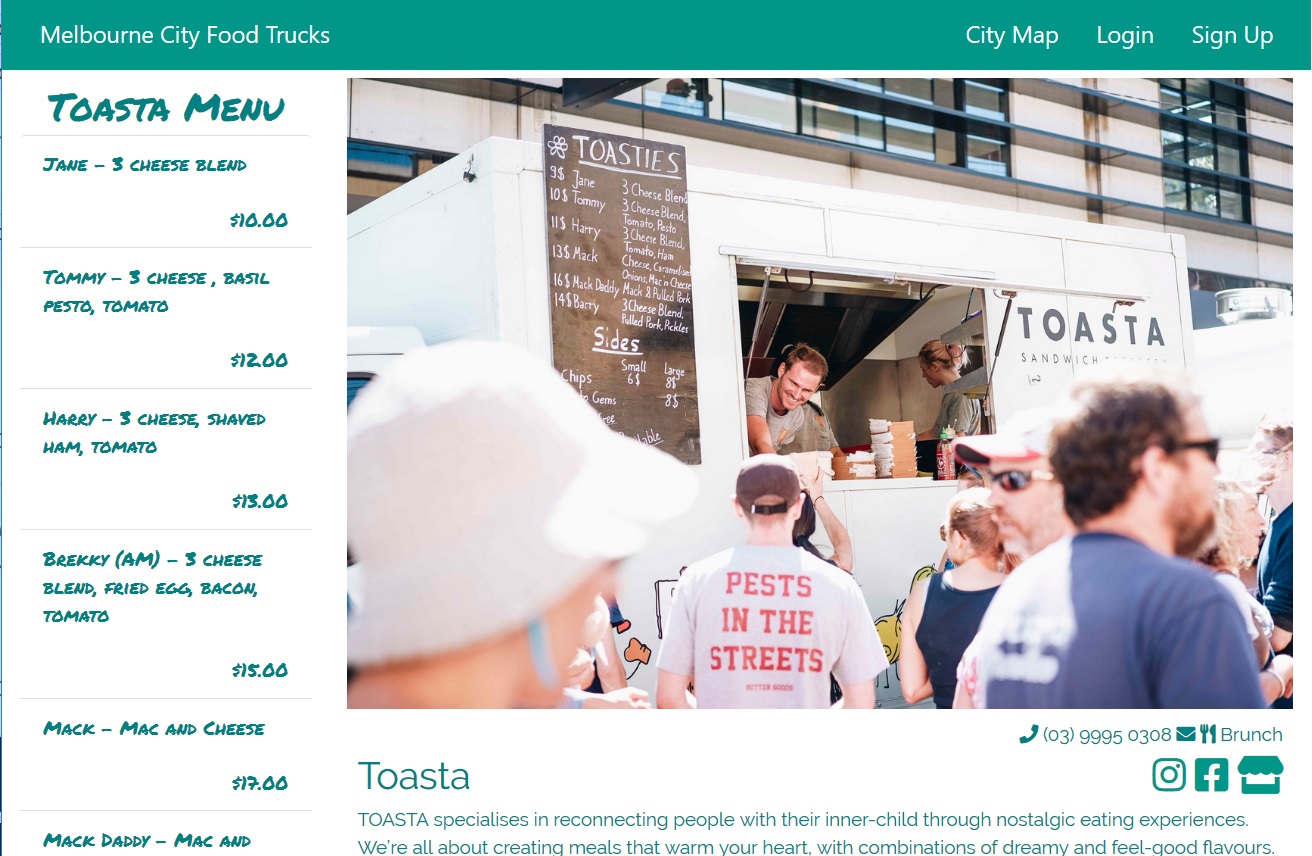 Melbourne City Food Trucks
City Map
Login
Sign Up
Toasta Menu
Jane – 3 cheese blend
$10.00
Tommy – 3 cheese , basil
pesto, tomato
$12.00
Harry – 3 cheese, shaved
ham, tomato
$13.00
Brekky (AM) – 3 cheese
blend, fried egg, bacon,
tomato
$15.00
Mack – Mac and Cheese
$17.00
Mack Daddy – Mac and
TOASTIES
9$ Jane 3 Cheese Blend
10$ Tommy 3 Cheese Blend,
Tomato, Pesto
11$ Harry 3 Cheese Blend,
Tomato, Ham
13$ Mack Cheese, Caramelised
Onions, Mac n Cheese
16$ Mack Daddy Mack & Pulled Pork
14$ Barry 3 Cheese Blend,
Pulled Pork, Pickles
Sides
Small Large
Chips 6$ 8$
Gems 8$
TOASTA
SANDWICH
PESTS
IN THE
STREETS
BUTTER GOODS
(03) 9995 0308
Brunch
Toasta
TOASTA specialises in reconnecting people with their inner-child through nostalgic eating experiences.
We're all about creating meals that warm your heart, with combinations of dreamy and feel-good flavours.